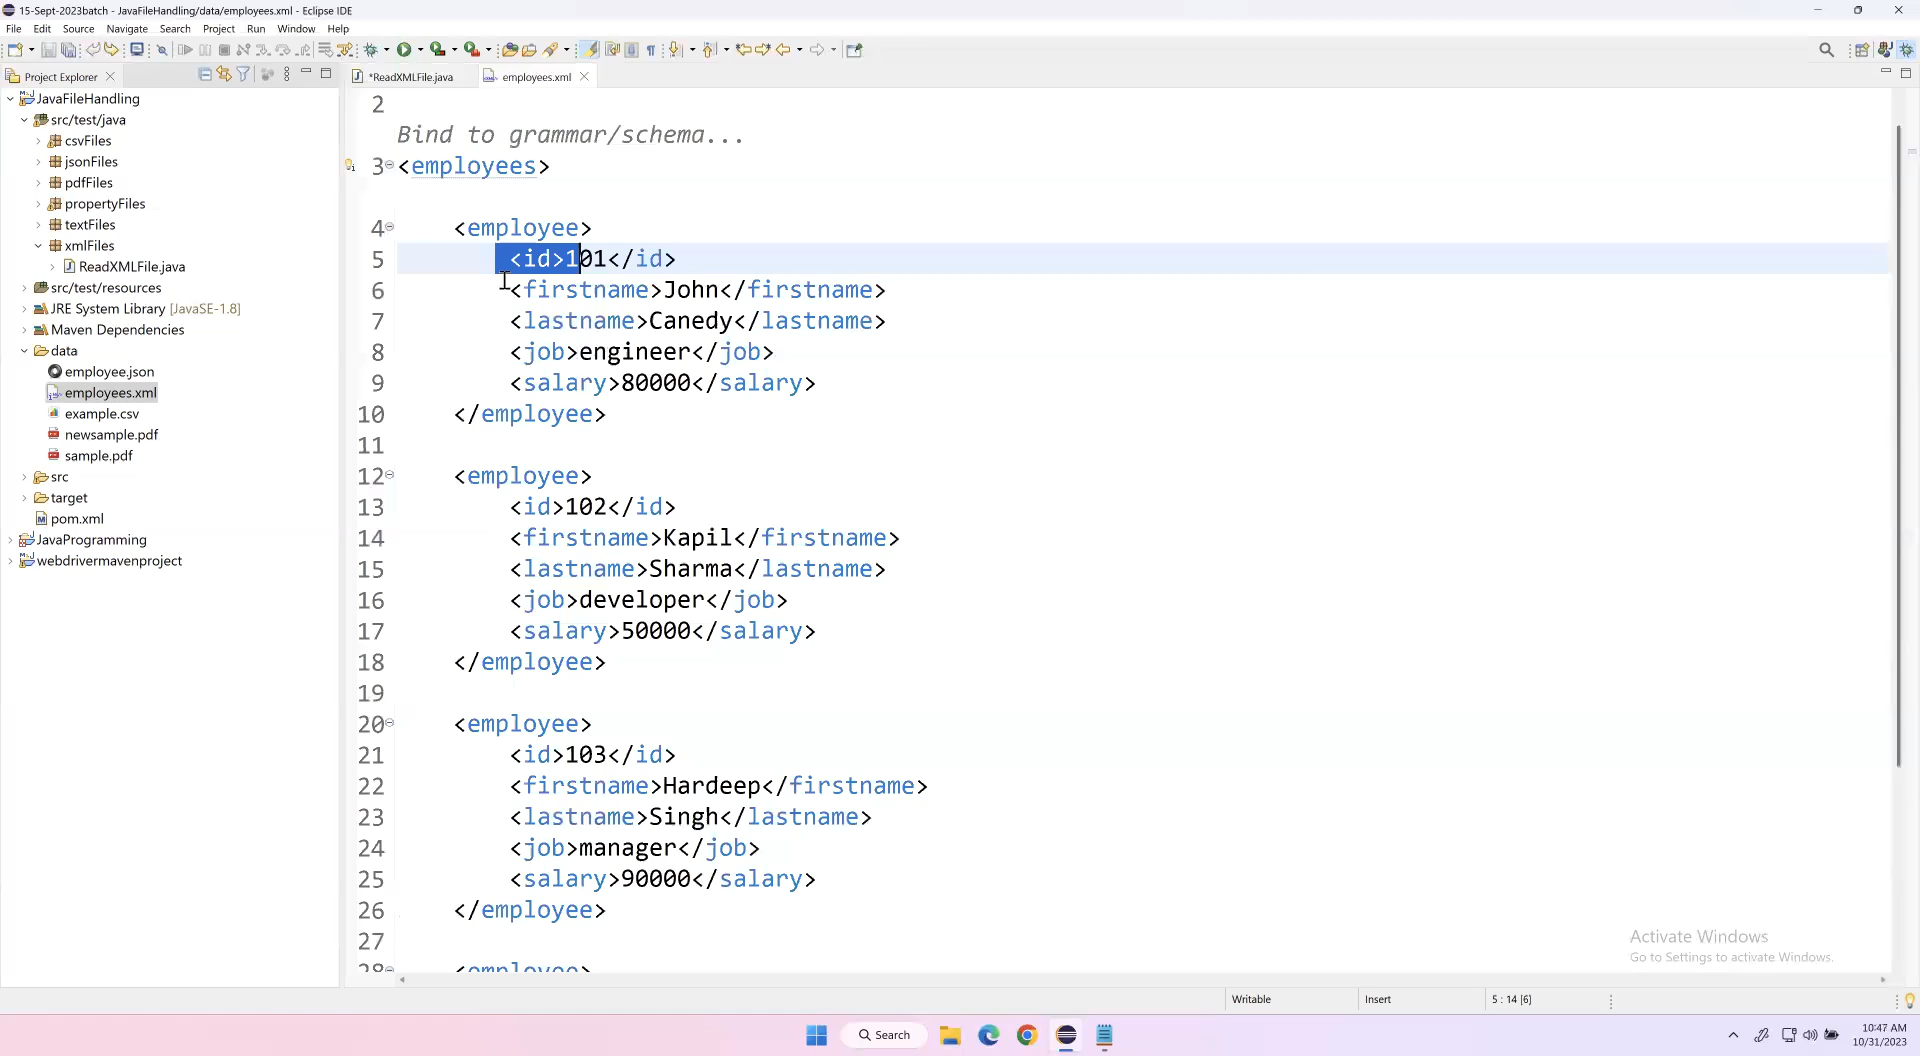 15-Sept-2023batch - JavaFileHandling/data/employees.xml - Eclipse IDE
File Edit Source Navigate Search Project Run Window Help
Project Explorer
JavaFileHandling
src/test/java
csvFiles
jsonFiles
pdfFiles
propertyFiles
textFiles
xmlFiles
ReadXMLFile.java
src/test/resources
JRE System Library [JavaSE-1.8]
Maven Dependencies
data
employee.json
employees.xml
example.csv
newsample.pdf
sample.pdf
src
target
pom.xml
JavaProgramming
webdrivermavenproject
*ReadXMLFile.java employees.xml
2
Bind to grammar/schema...
3 <employees>
4 <employee>
5 <id>101</id>
6 <firstname>John</firstname>
7 <lastname>Canedy</lastname>
8 <job>engineer</job>
9 <salary>80000</salary>
10 </employee>
11
12 <employee>
13 <id>102</id>
14 <firstname>Kapil</firstname>
15 <lastname>Sharma</lastname>
16 <job>developer</job>
17 <salary>50000</salary>
18 </employee>
19
20 <employee>
21 <id>103</id>
22 <firstname>Hardeep</firstname>
23 <lastname>Singh</lastname>
24 <job>manager</job>
25 <salary>90000</salary>
26 </employee>
27
28 <employee>
Activate Windows
Go to Settings to activate Windows.
Writable Insert 5 : 14 [6]
Search
10:47 AM
10/31/2023